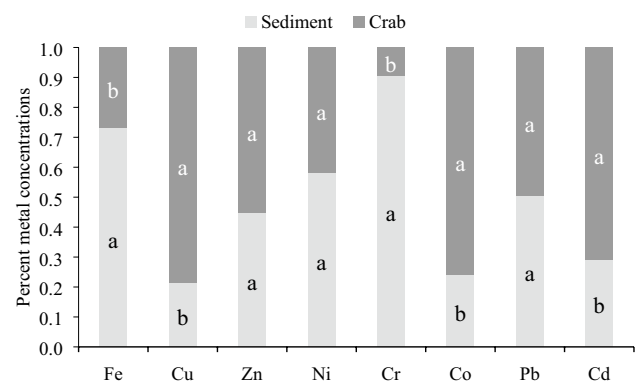 Sediment Crab
Percent metal concentrations
1.0
0.9
0.8
0.7
0.6
0.5
0.4
0.3
0.2
0.1
0.0
b a a a b a a a
a b a a a b a b
Fe Cu Zn Ni Cr Co Pb Cd